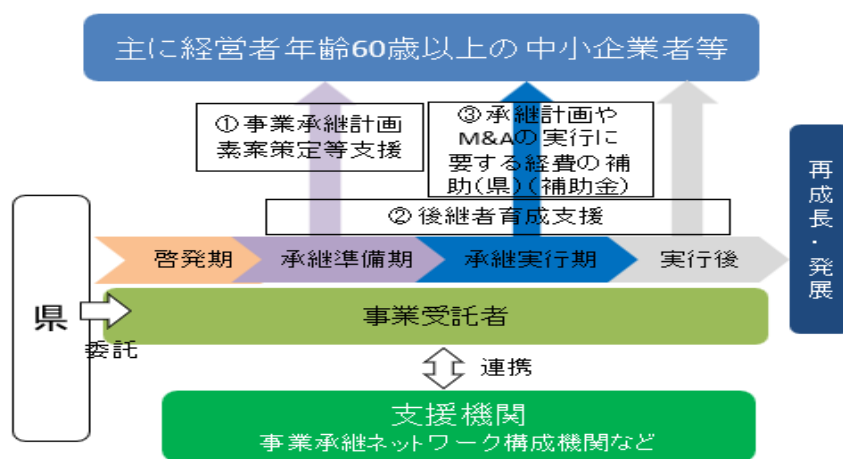 主に経営者年齢60歳以上の中小企業者等
①事業承継計画
素案策定等支援
③承継計画や
M&Aの実行に
要する経費の補
助(県)(補助金)
②後継者育成支援
啓発期
承継準備期
承継実行期
実行後
再成長・発展
県
委託
事業受託者
連携
支援機関
事業承継ネットワーク構成機関など